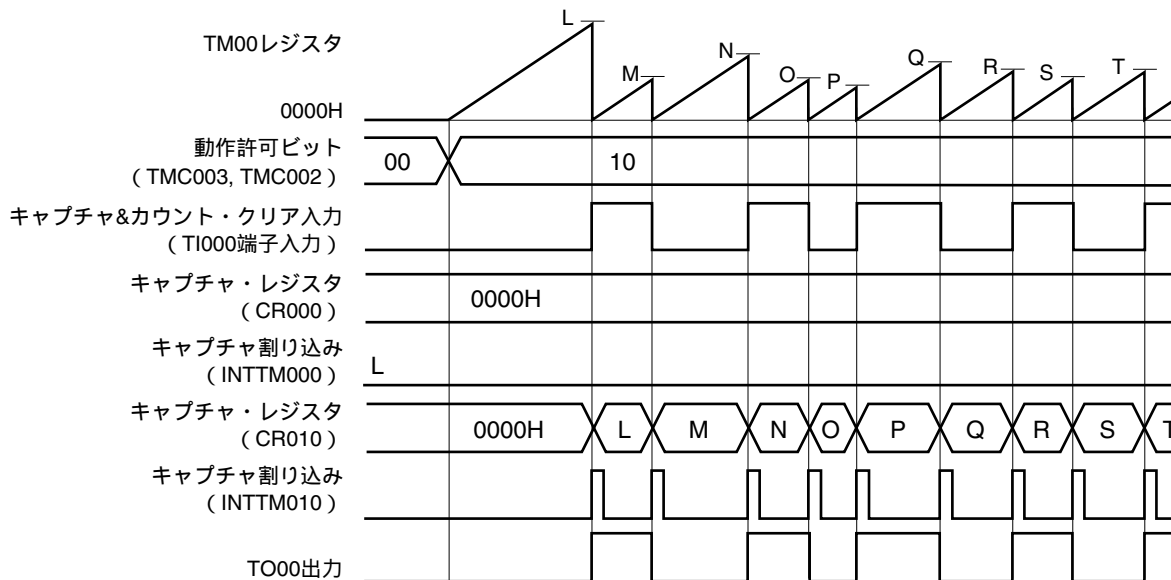 L
TM00レジスタ
N
M
O
P
Q
R
S
T
0000H
動作許可ビット
（TMC003, TMC002）
00
10
キャプチャ&カウント・クリア入力
（TI000端子入力）
キャプチャ・レジスタ
（CR000）
0000H
キャプチャ割り込み
（INTTM000）
L
キャプチャ・レジスタ
（CR010）
0000H
L
M
N
O
P
Q
R
S
T
キャプチャ割り込み
（INTTM010）
TO00出力